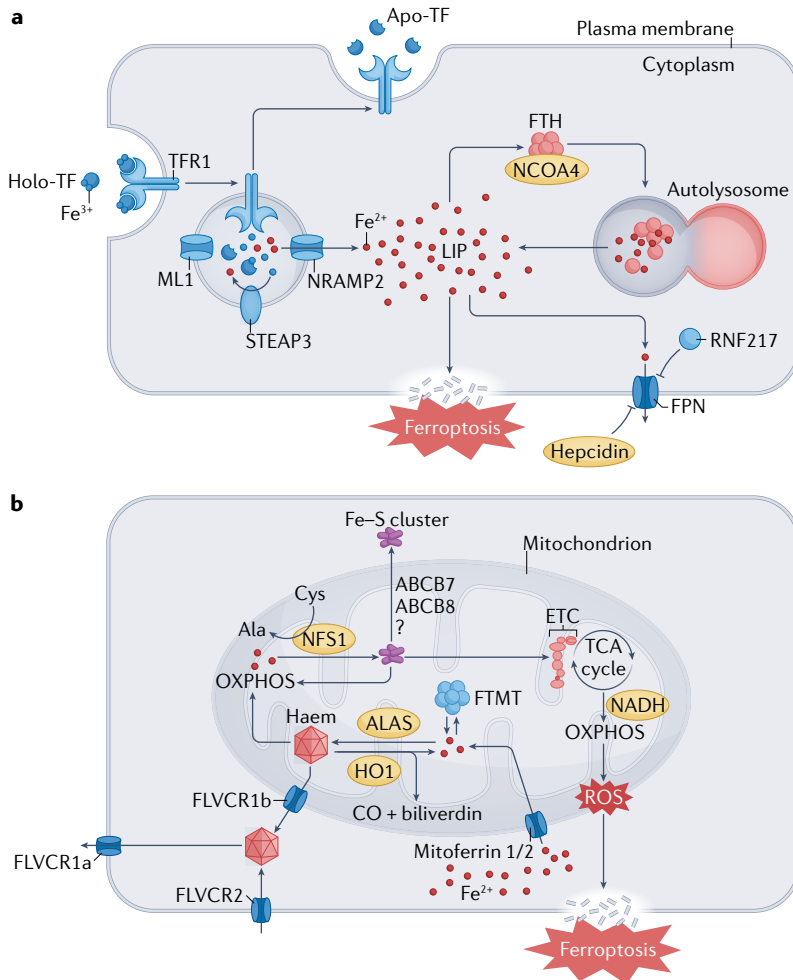 a
Apo-TF
Plasma membrane
Cytoplasm
FTH
NCOA4
TFR1
Holo-TF
Fe³⁺
Autolysosome
Fe²⁺
LIP
ML1
NRAMP2
STEAP3
RNF217
FPN
Ferroptosis
Hepcidin
b
Fe–S cluster
Mitochondrion
ABCB7
ABCB8
?
Cys
Ala
NFS1
ETC
TCA
cycle
OXPHOS
FTMT
NADH
Haem
ALAS
OXPHOS
HO1
ROS
FLVCR1b
CO + biliverdin
Mitoferrin 1/2
FLVCR1a
Fe²⁺
FLVCR2
Ferroptosis